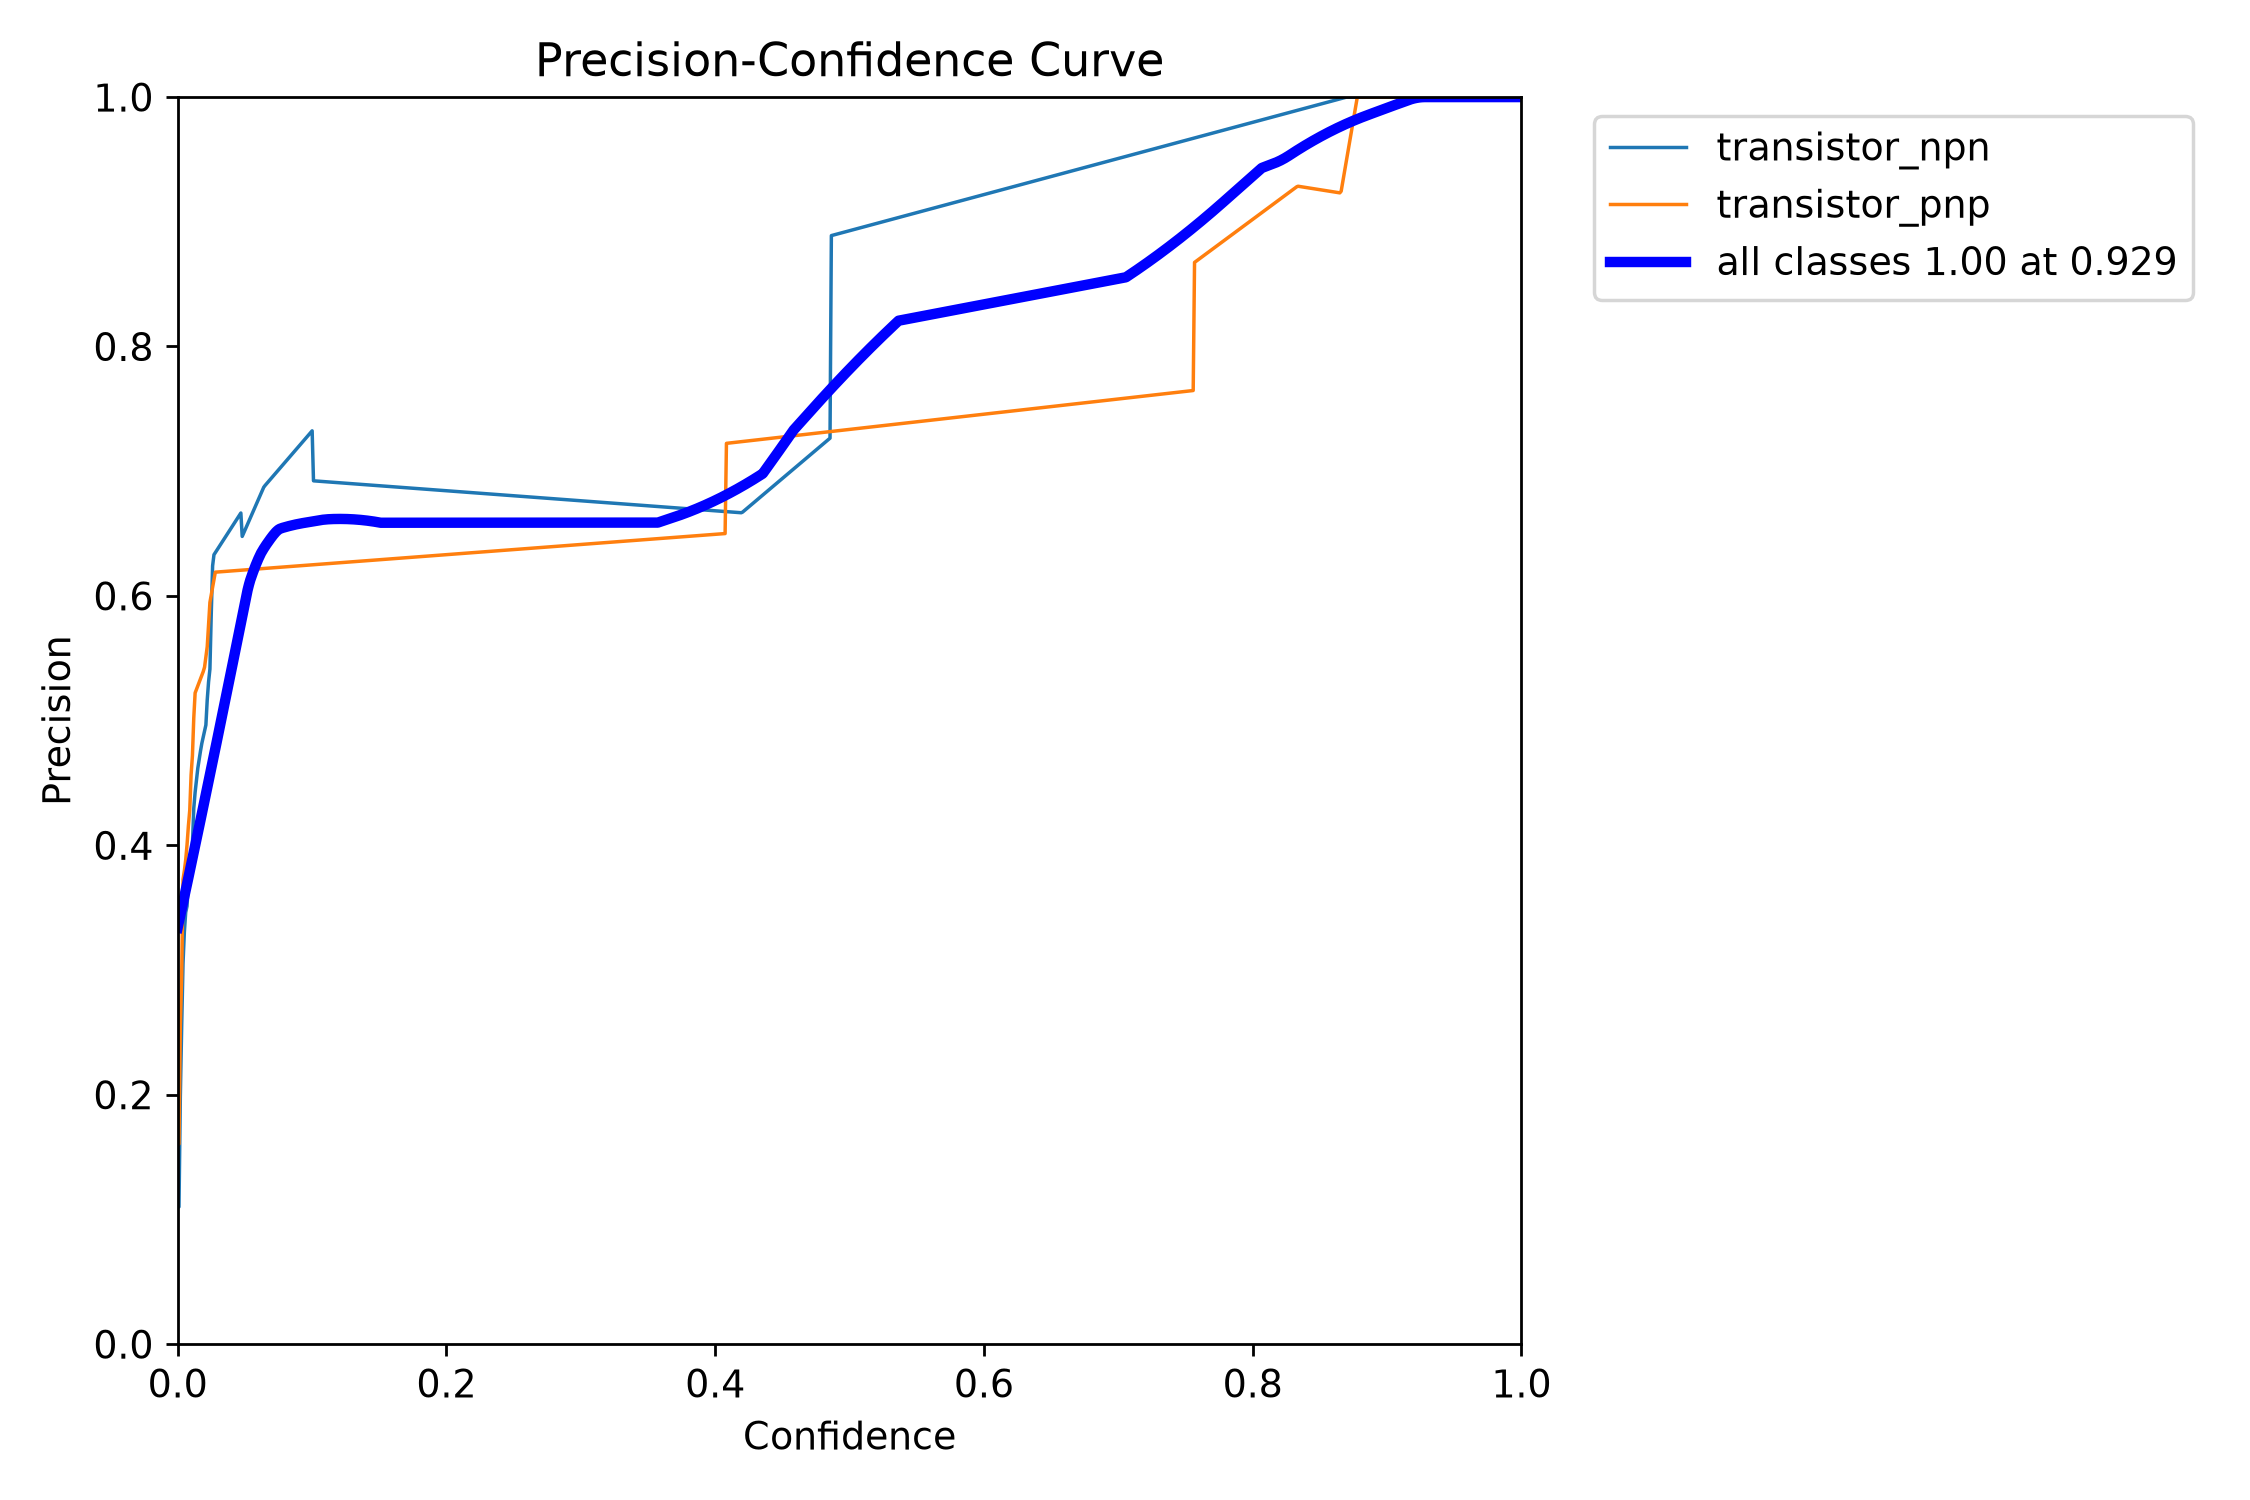 Precision-Confidence Curve
1.0
0.8
0.6
0.4
0.2
0.0
Precision
0.0 0.2 0.4 0.6 0.8 1.0
Confidence
transistor_npn
transistor_pnp
all classes 1.00 at 0.929